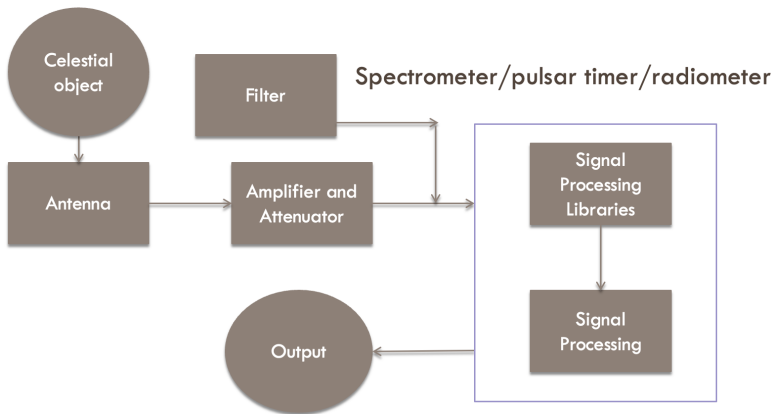 Celestial
object
Filter
Spectrometer/pulsar timer/radiometer
Antenna
Amplifier and
Attenuator
Signal
Processing
Libraries
Signal
Processing
Output